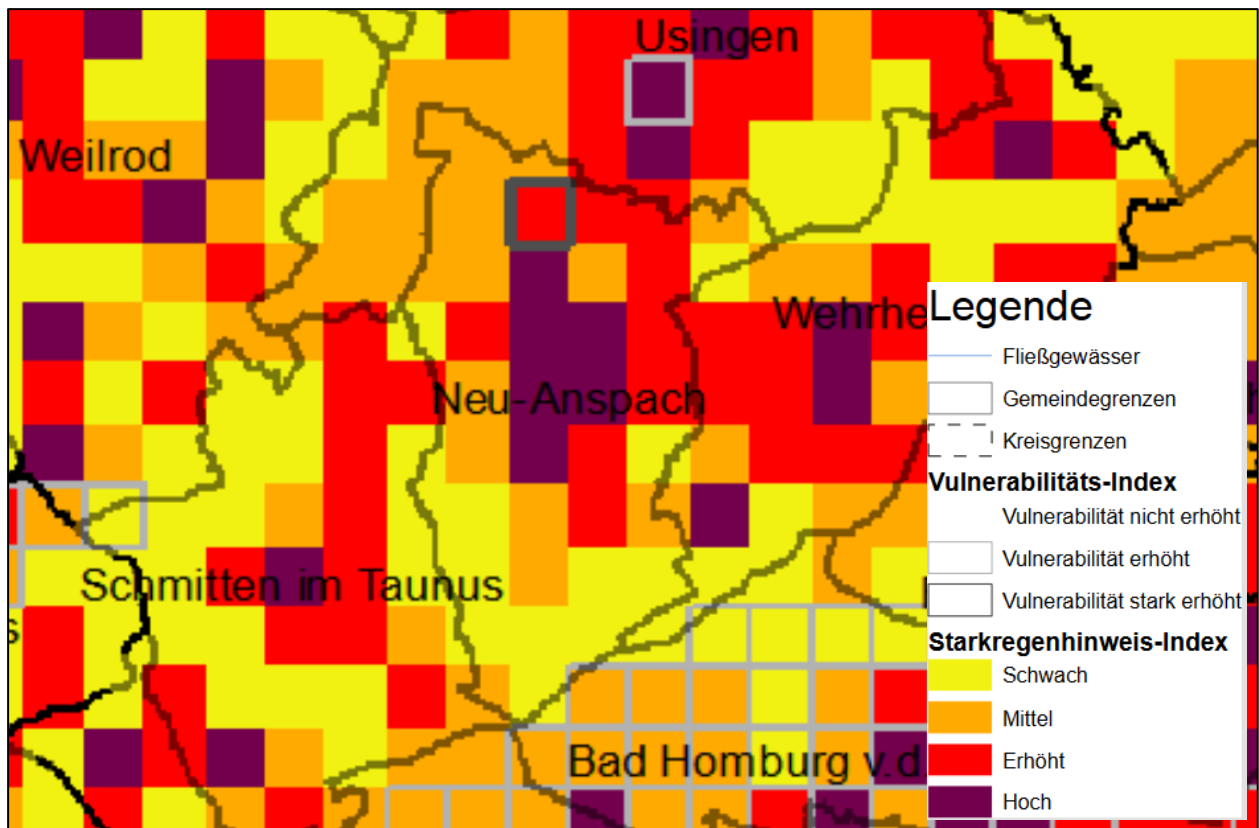 Usingen
Weilrod
Wehrhe
Neu-Anspach
Schmitten im Taunus
s
Bad Homburg v.d
Legende
Fließgewässer
Gemeindegrenzen
Kreisgrenzen
Vulnerabilitäts-Index
Vulnerabilität nicht erhöht
Vulnerabilität erhöht
Vulnerabilität stark erhöht
Starkregenhinweis-Index
Schwach
Mittel
Erhöht
Hoch